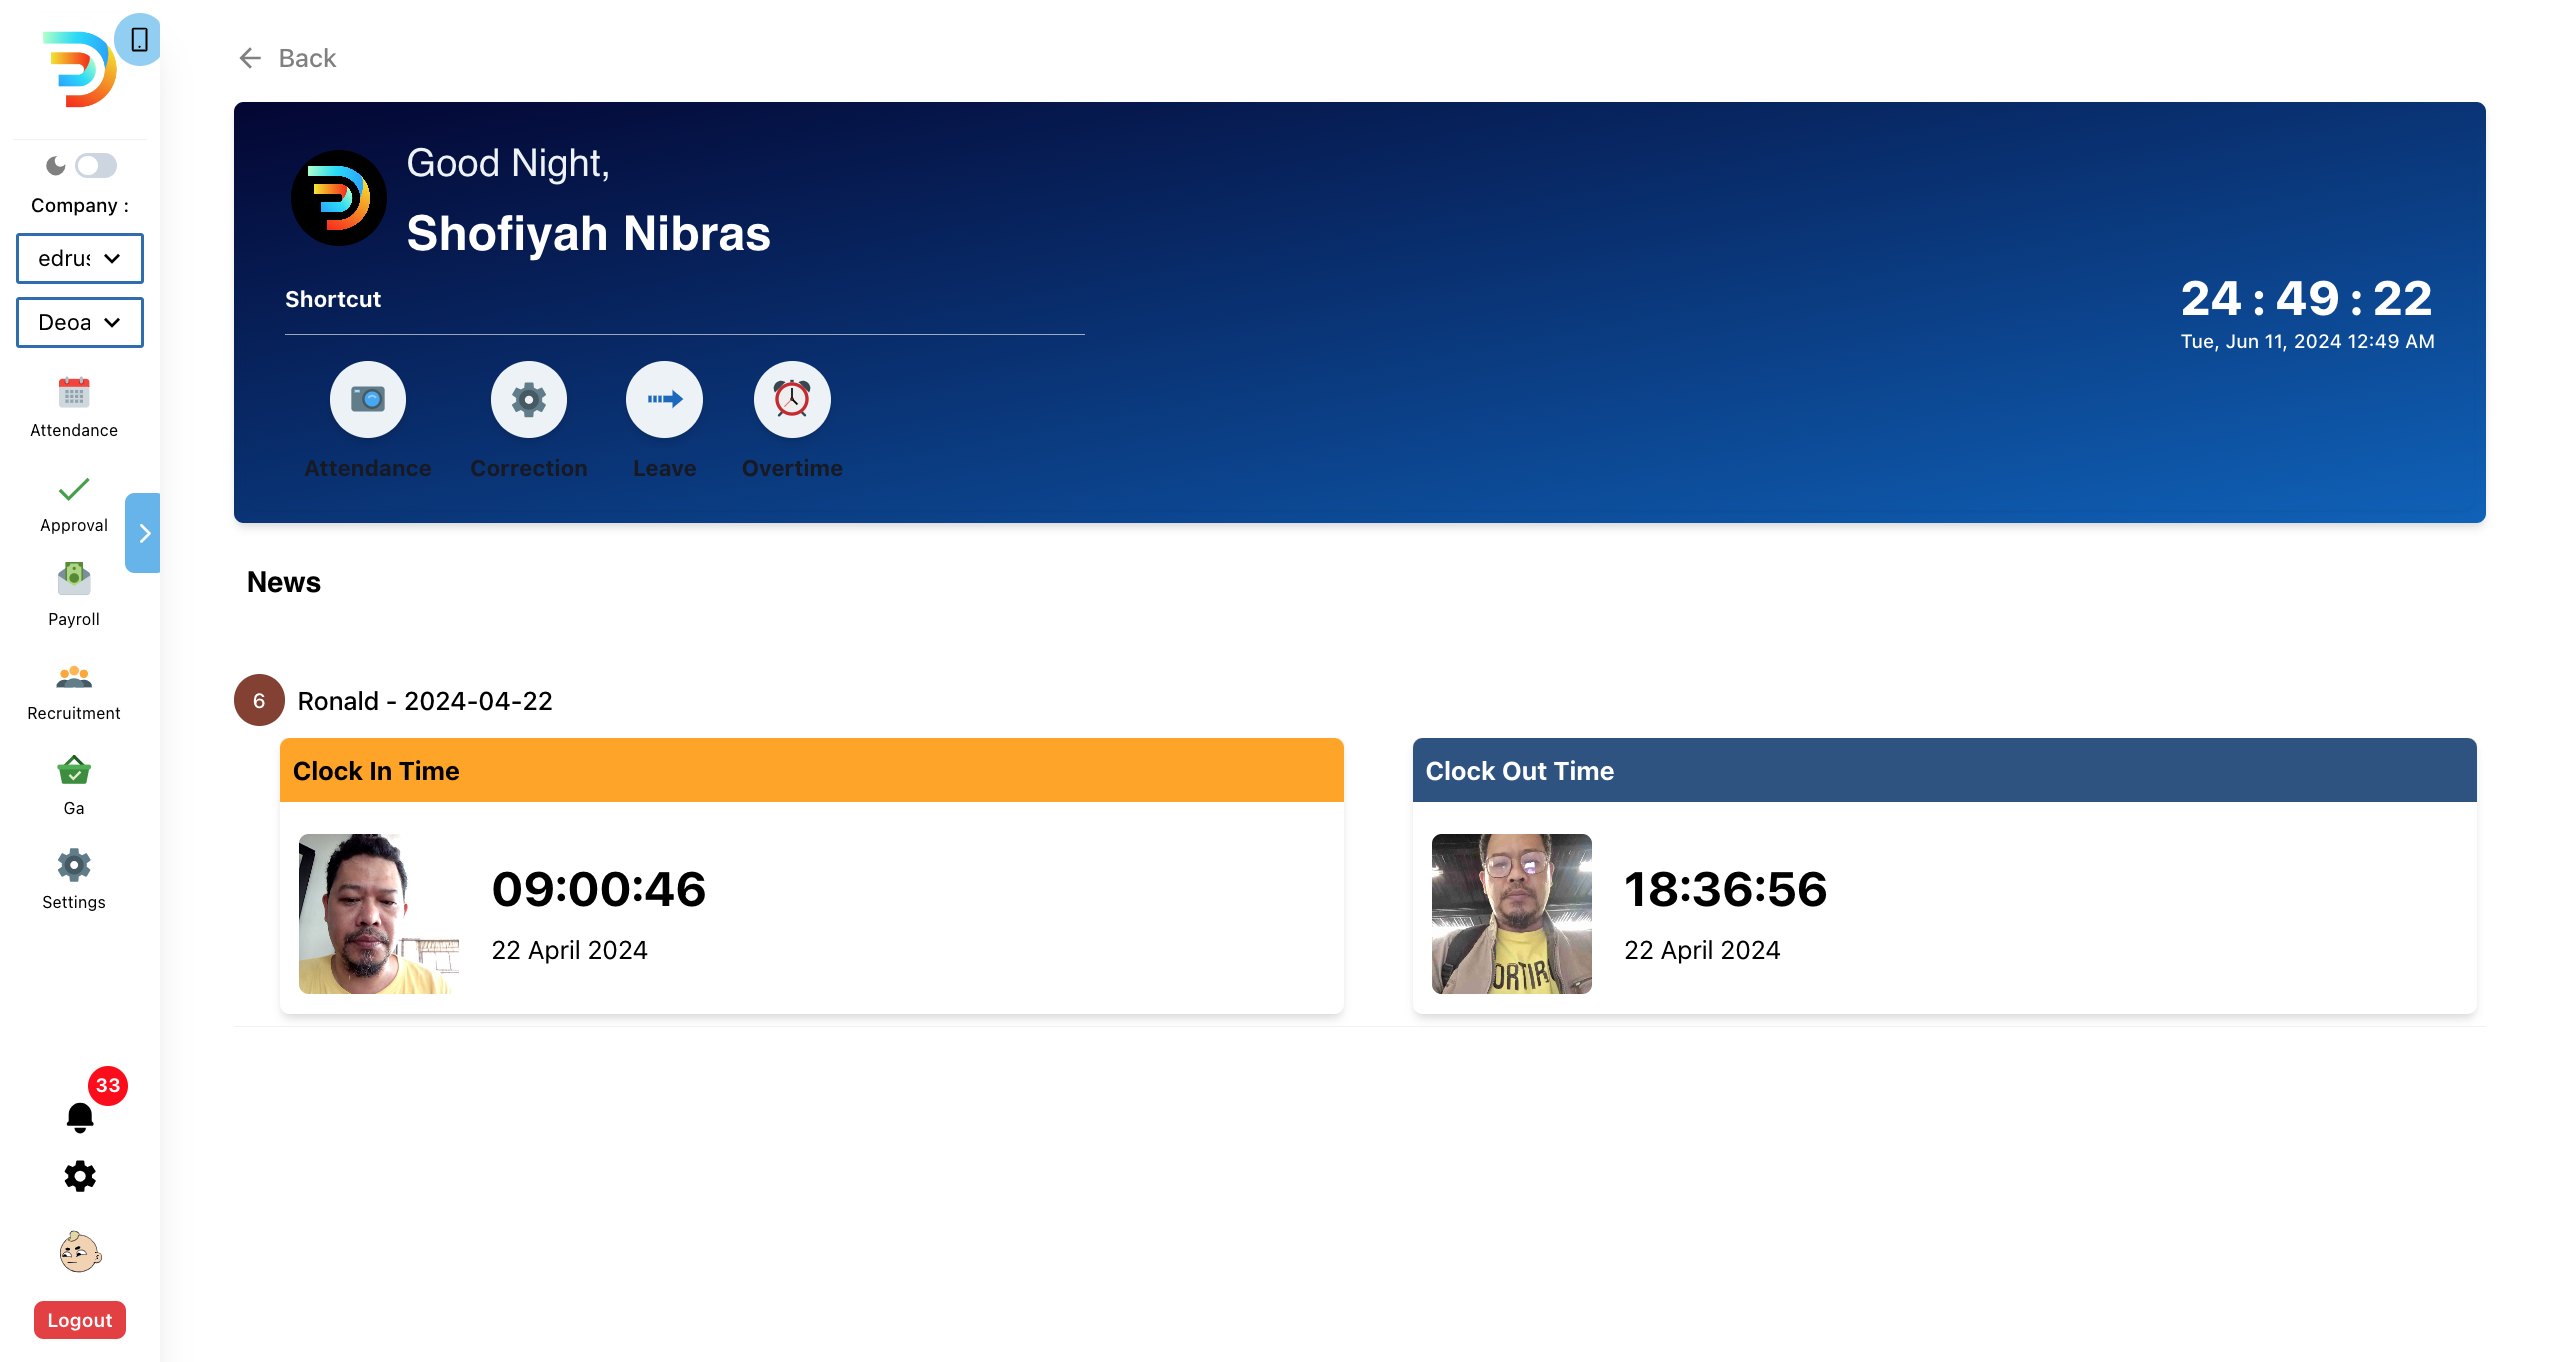 Company :
edrus
Deoa
Attendance
Approval
Payroll
Recruitment
Ga
Settings
33
Logout
Back
Good Night,
Shofiyah Nibras
Shortcut
Attendance Correction Leave Overtime
24 : 49 : 22
Tue, Jun 11, 2024 12:49 AM
News
6 Ronald - 2024-04-22
Clock In Time
09:00:46
22 April 2024
Clock Out Time
ORTIR
18:36:56
22 April 2024